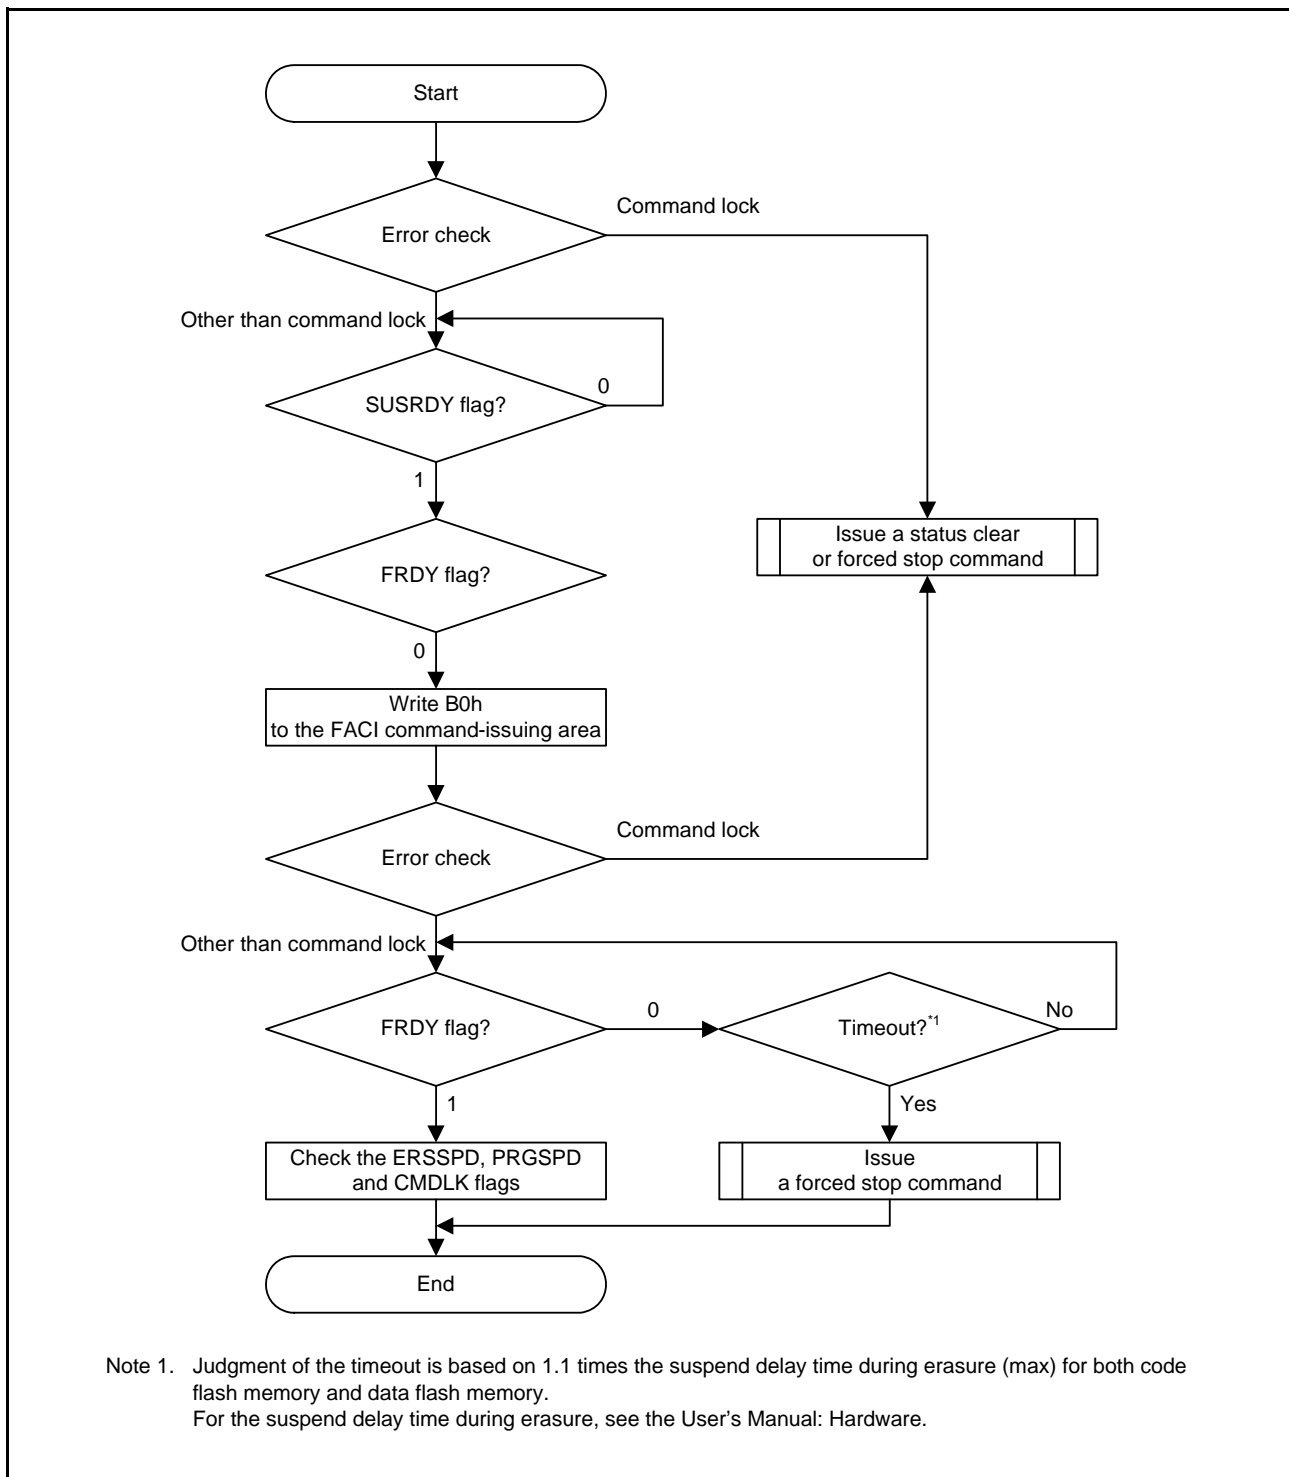 Start
Error check
Command lock
Other than command lock
SUSRDY flag?
0
1
FRDY flag?
0
Issue a status clear
or forced stop command
Write B0h
to the FACI command-issuing area
Error check
Command lock
Other than command lock
FRDY flag?
0
Timeout?*1
No
1
Yes
Check the ERSSPD, PRGSPD
and CMDLK flags
Issue
a forced stop command
End
Note 1. Judgment of the timeout is based on 1.1 times the suspend delay time during erasure (max) for both code
flash memory and data flash memory.
For the suspend delay time during erasure, see the User's Manual: Hardware.